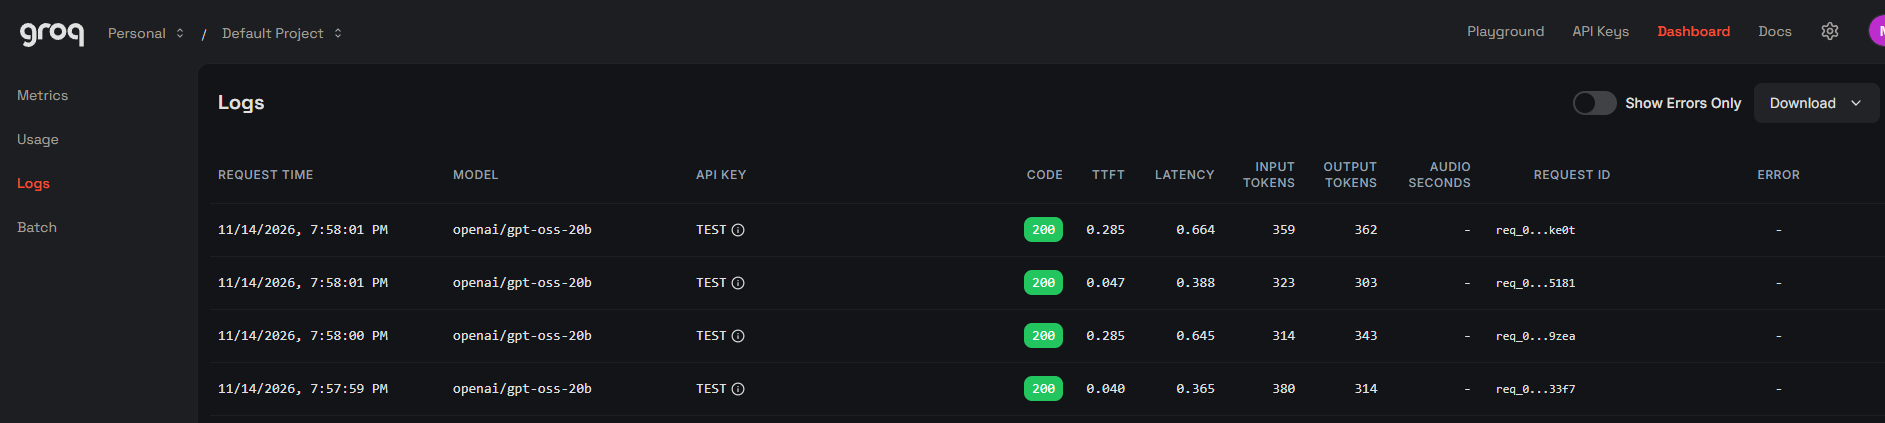 groq Personal / Default Project Playground API Keys Dashboard Docs
Metrics
Usage
Logs
Batch
Logs Show Errors Only Download
REQUEST TIME MODEL API KEY CODE TTFT LATENCY INPUT TOKENS OUTPUT TOKENS AUDIO SECONDS REQUEST ID ERROR
11/14/2026, 7:58:01 PM openai/gpt-oss-20b TEST 200 0.285 0.664 359 362 - req_0...ke0t -
11/14/2026, 7:58:01 PM openai/gpt-oss-20b TEST 200 0.047 0.388 323 303 - req_0...5181 -
11/14/2026, 7:58:00 PM openai/gpt-oss-20b TEST 200 0.285 0.645 314 343 - req_0...9zea -
11/14/2026, 7:57:59 PM openai/gpt-oss-20b TEST 200 0.040 0.365 380 314 - req_0...33f7 -